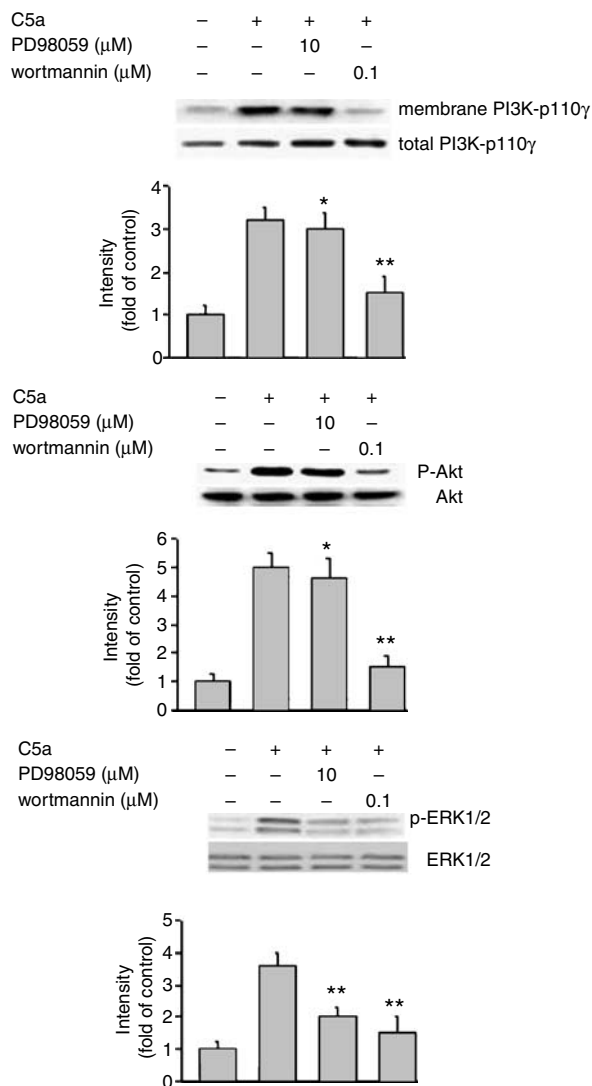 C5a – + + +
PD98059 (μM) – – 10 –
wortmannin (μM) – – – 0.1
membrane PI3K-p110γ
total PI3K-p110γ
Intensity
(fold of control)
4
3
2
1
0
*
**
C5a – + + +
PD98059 (μM) – – 10 –
wortmannin (μM) – – – 0.1
P-Akt
Akt
Intensity
(fold of control)
6
5
4
3
2
1
0
*
**
C5a – + + +
PD98059 (μM) – – 10 –
wortmannin (μM) – – – 0.1
p-ERK1/2
ERK1/2
Intensity
(fold of control)
5
4
3
2
1
0
**
**